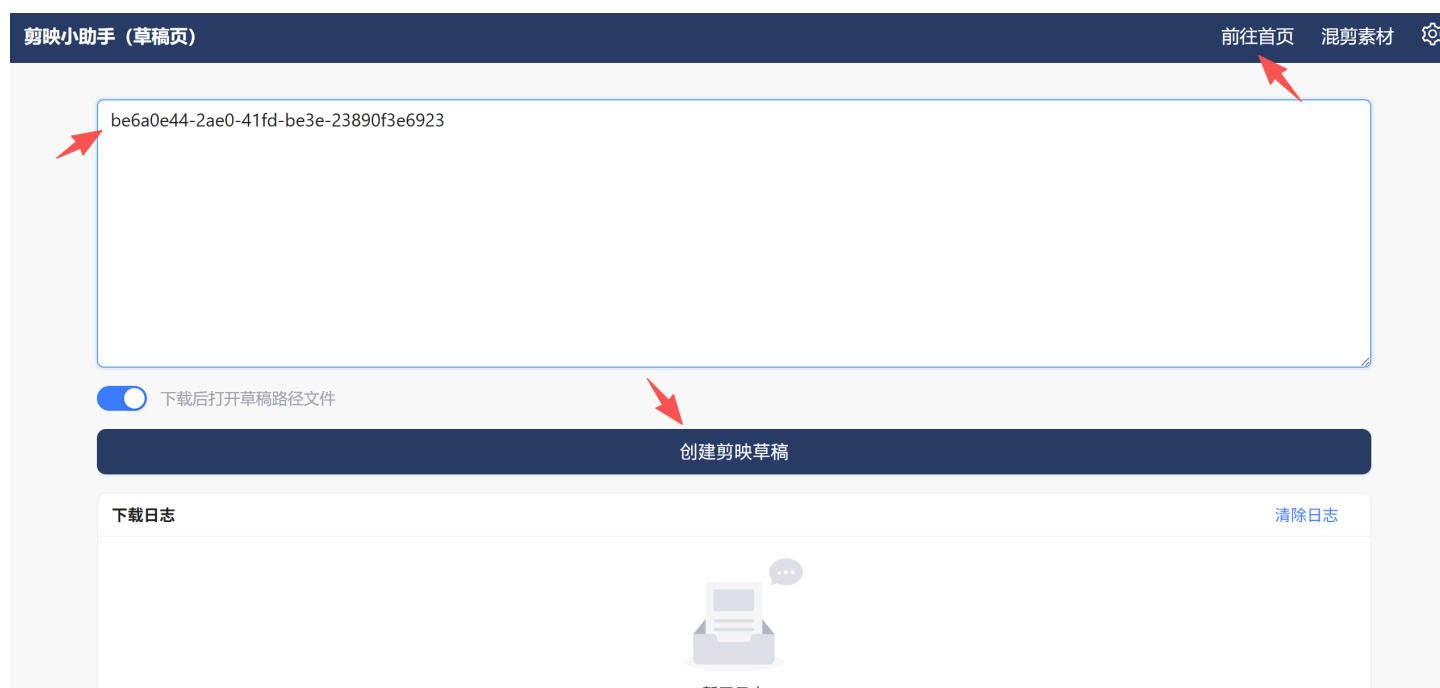 剪映小助手（草稿页） 前往首页 混剪素材
be6a0e44-2ae0-41fd-be3e-23890f3e6923
下载后打开草稿路径文件
创建剪映草稿
下载日志 清除日志